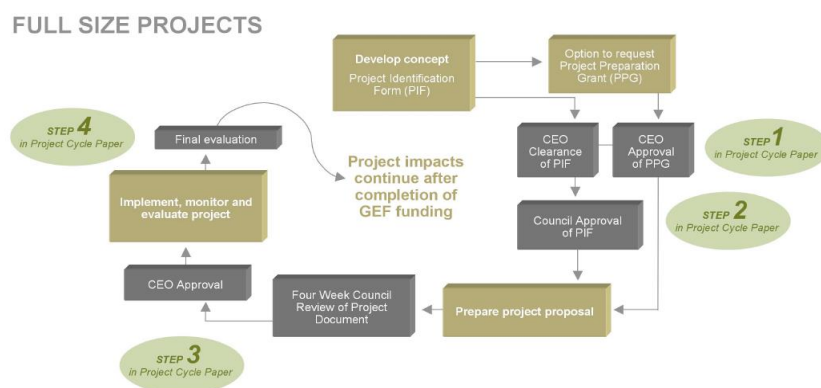 FULL SIZE PROJECTS
Develop concept
Project Identification
Form (PIF)
Option to request
Project Preparation
Grant (PPG)
STEP 4
in Project Cycle Paper
Final evaluation
CEO
Clearance
of PIF
CEO
Approval
of PPG
STEP 1
in Project Cycle Paper
Project impacts
continue after
completion of
GEF funding
Implement, monitor and
evaluate project
STEP 2
in Project Cycle Paper
Council Approval
of PIF
CEO Approval
Four Week Council
Review of Project
Document
Prepare project proposal
STEP 3
in Project Cycle Paper